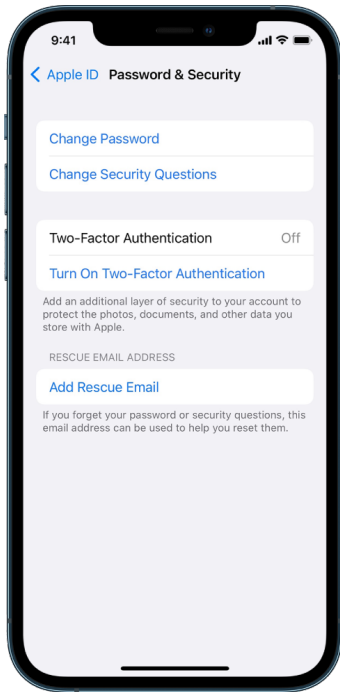 9:41
Apple ID Password & Security
Change Password
Change Security Questions
Two-Factor Authentication Off
Turn On Two-Factor Authentication
Add an additional layer of security to your account to
protect the photos, documents, and other data you
store with Apple.
RESCUE EMAIL ADDRESS
Add Rescue Email
If you forget your password or security questions, this
email address can be used to help you reset them.